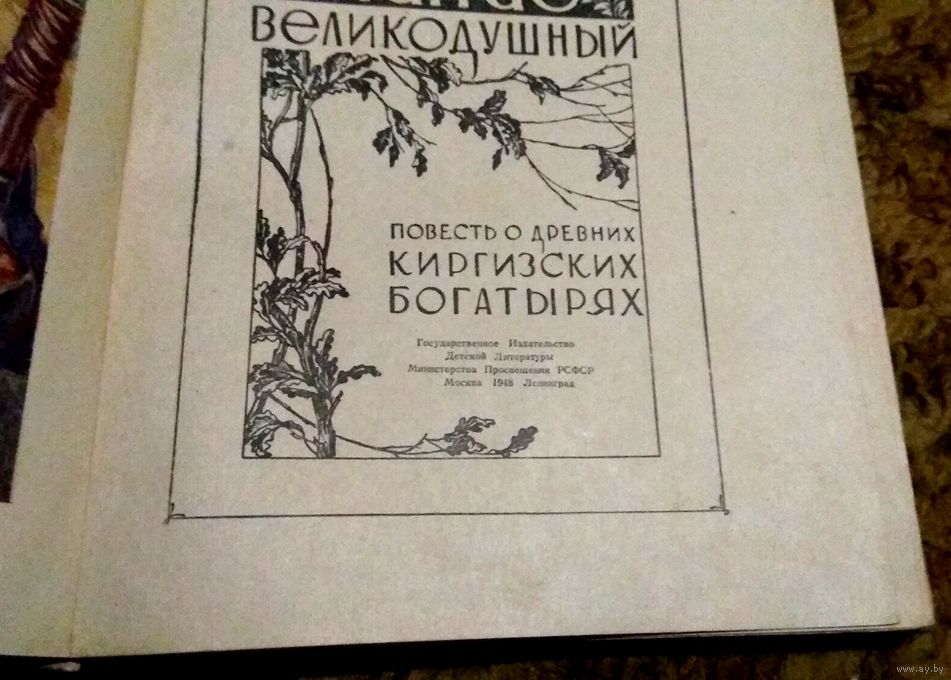 ВЕЛИКОДУШНЫЙ
ПОВЕСТЬ О ДРЕВНИХ
КИРГИЗСКИХ
БОГАТЫРЯХ
Государственное Издательство
Детской Литературы
Министерства Просвещения РСФСР
Москва 1948 Ленинград
www.ay.by